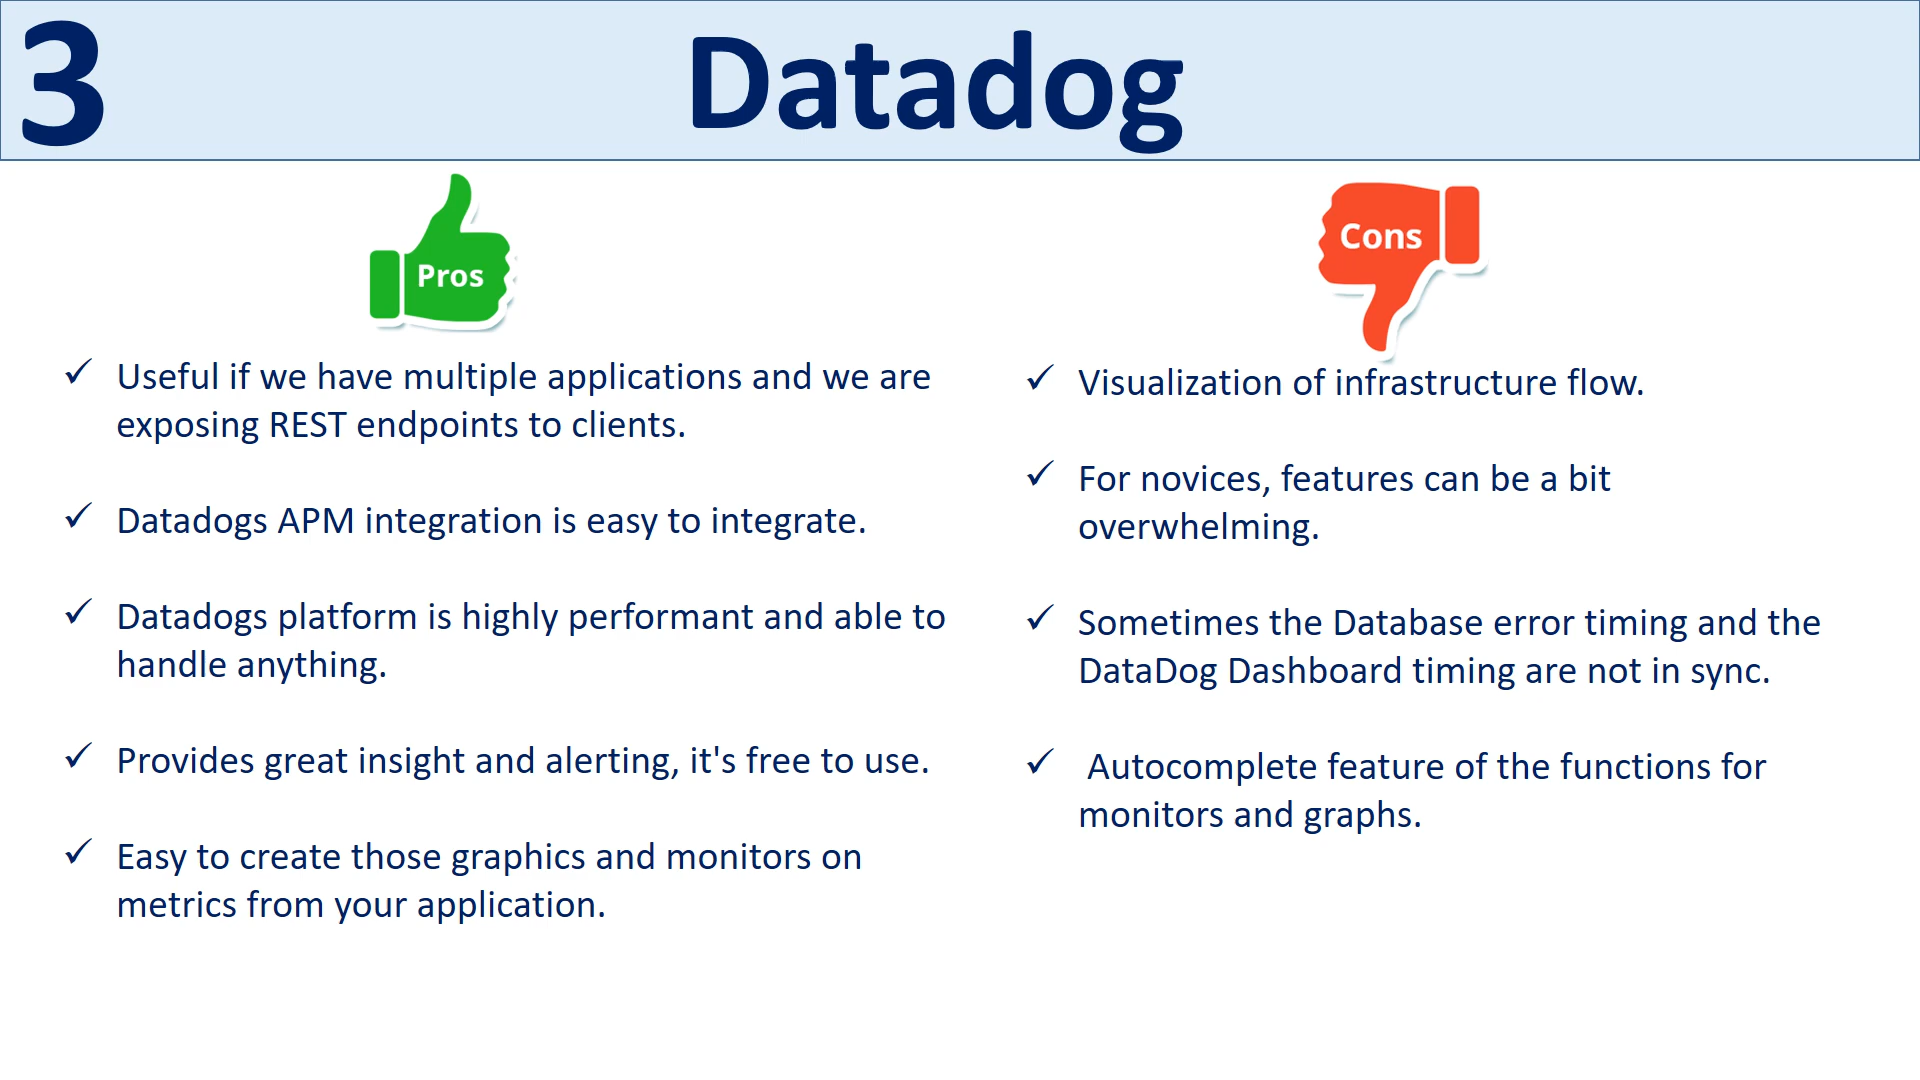 3
Datadog
Pros
Useful if we have multiple applications and we are
exposing REST endpoints to clients.
Datadogs APM integration is easy to integrate.
Datadogs platform is highly performant and able to
handle anything.
Provides great insight and alerting, it's free to use.
Easy to create those graphics and monitors on
metrics from your application.
Cons
Visualization of infrastructure flow.
For novices, features can be a bit
overwhelming.
Sometimes the Database error timing and the
DataDog Dashboard timing are not in sync.
Autocomplete feature of the functions for
monitors and graphs.